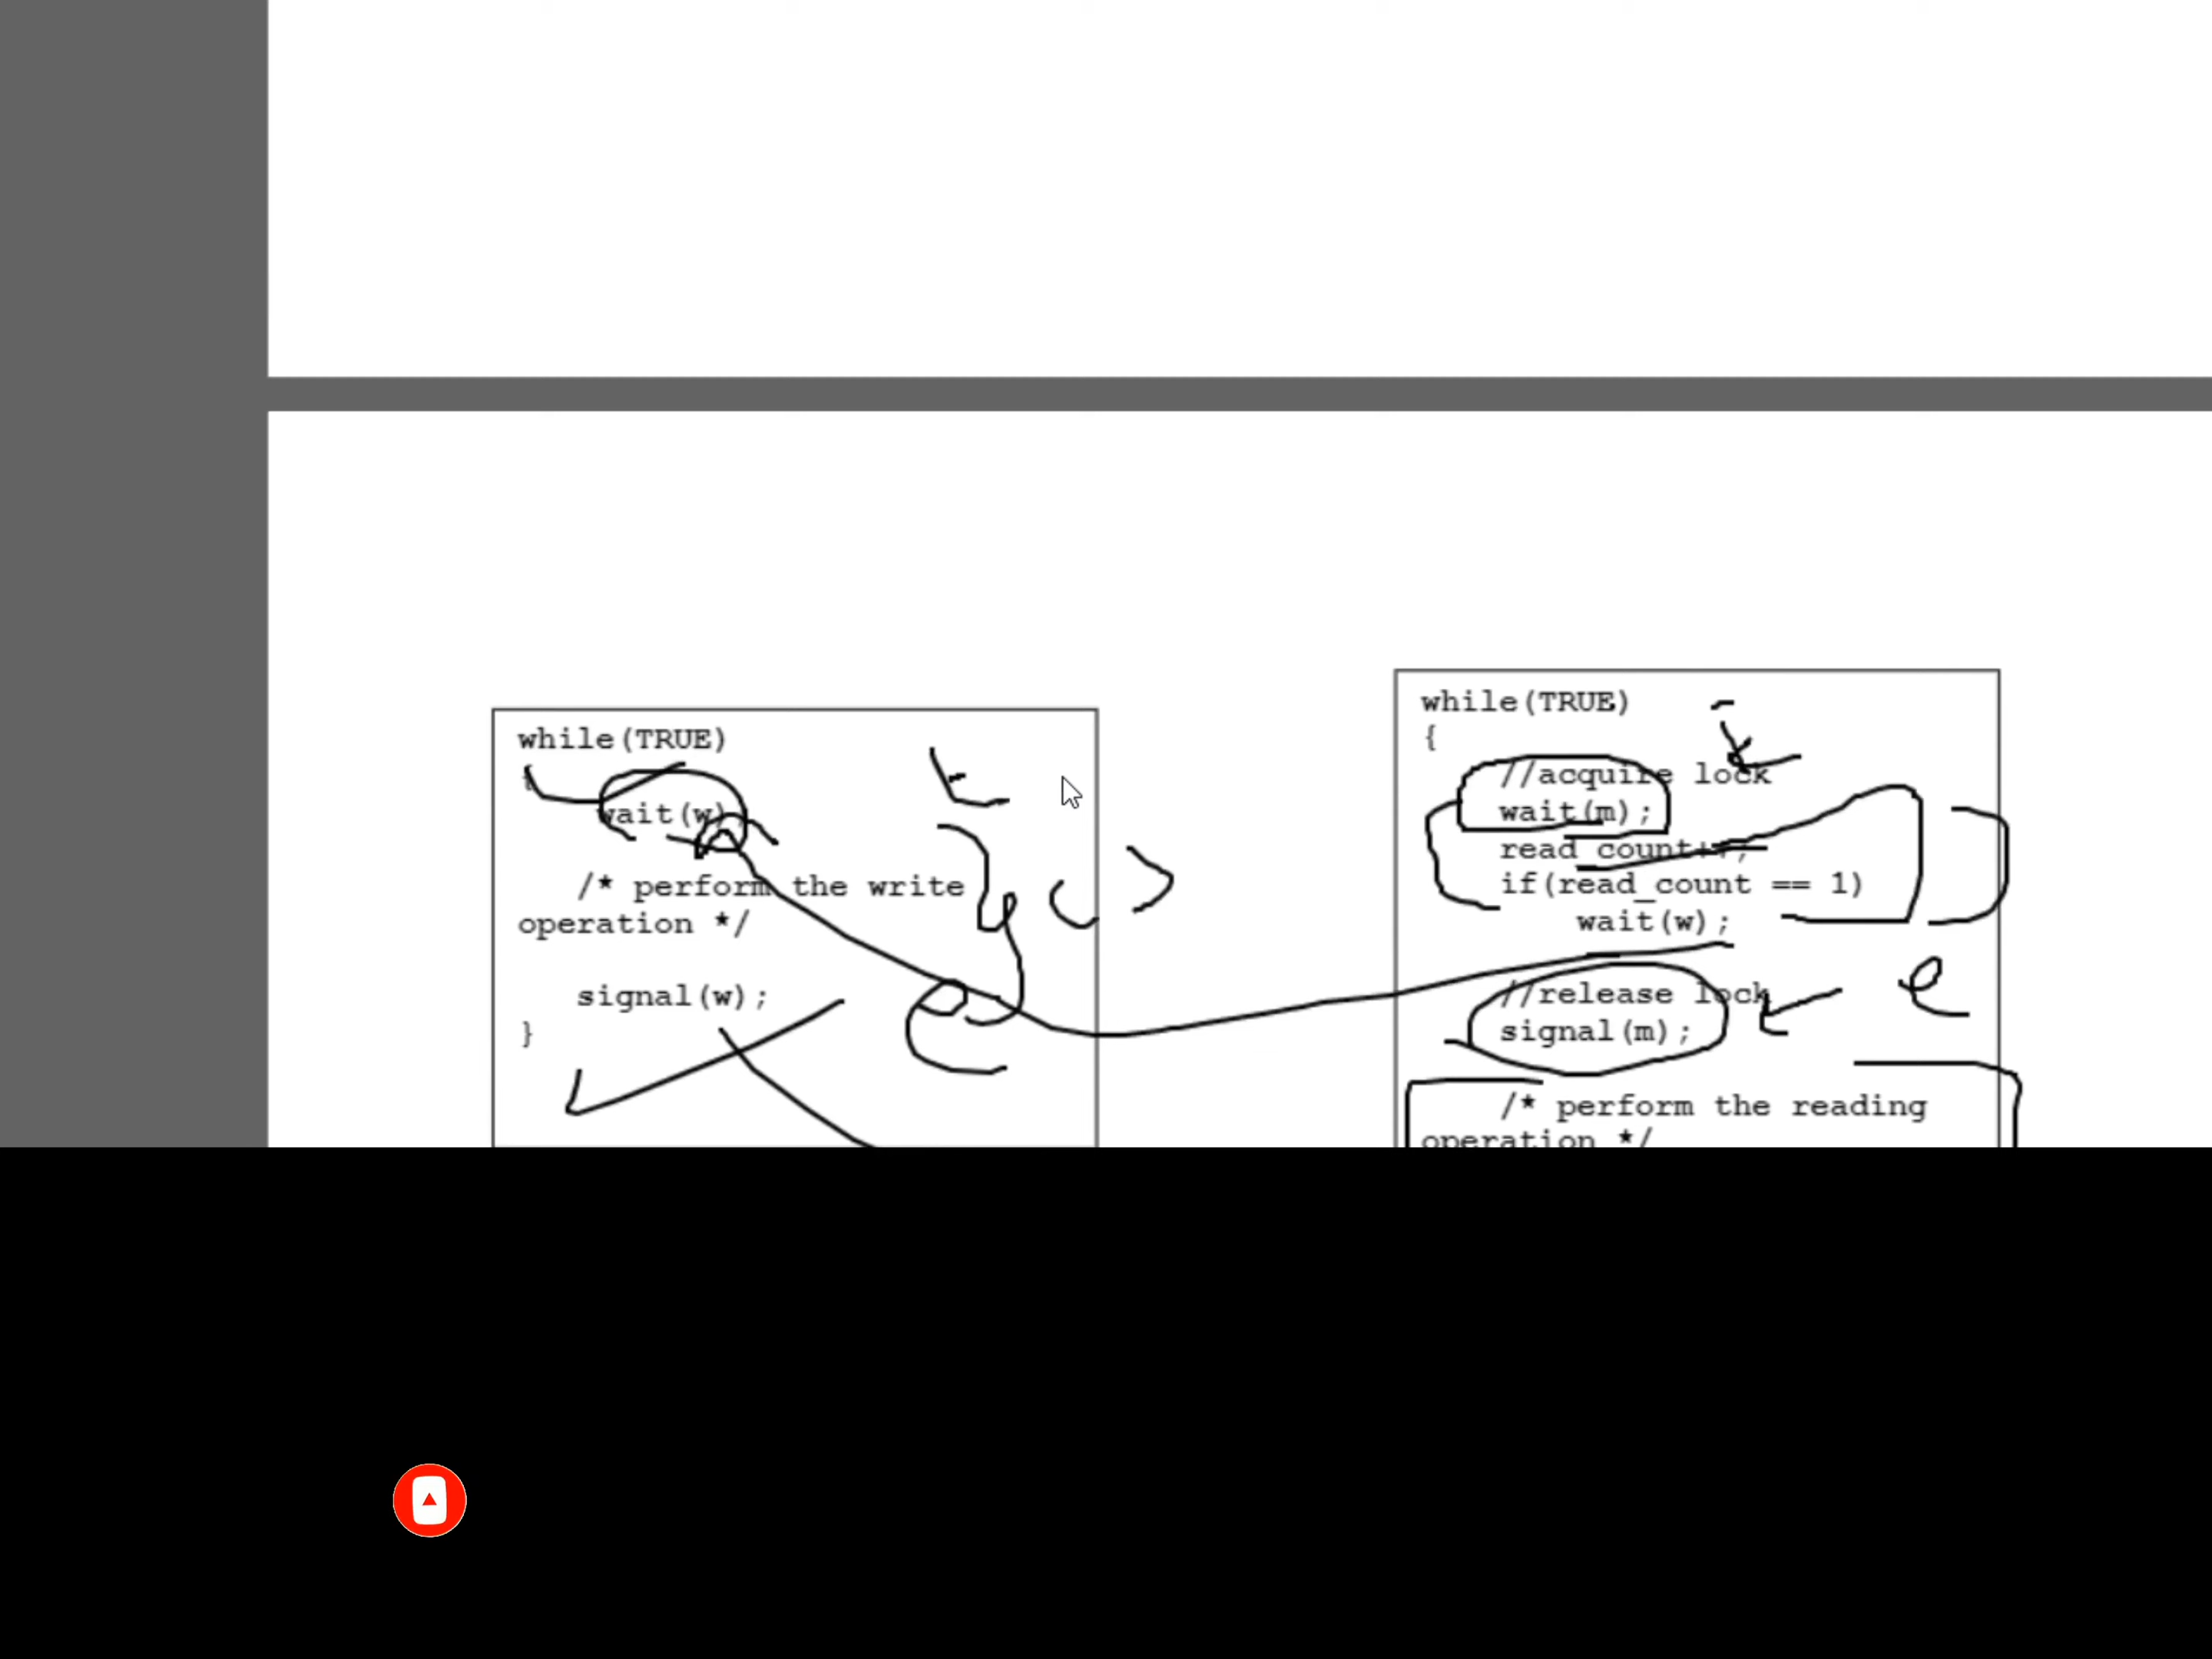 while(TRUE)
{
wait(w);
/* perform the write
operation */
signal(w);
}
while(TRUE)
{
//acquire lock
wait(m);
read_count++;
if(read_count == 1)
wait(w);
//release lock
signal(m);
/* perform the reading
operation */